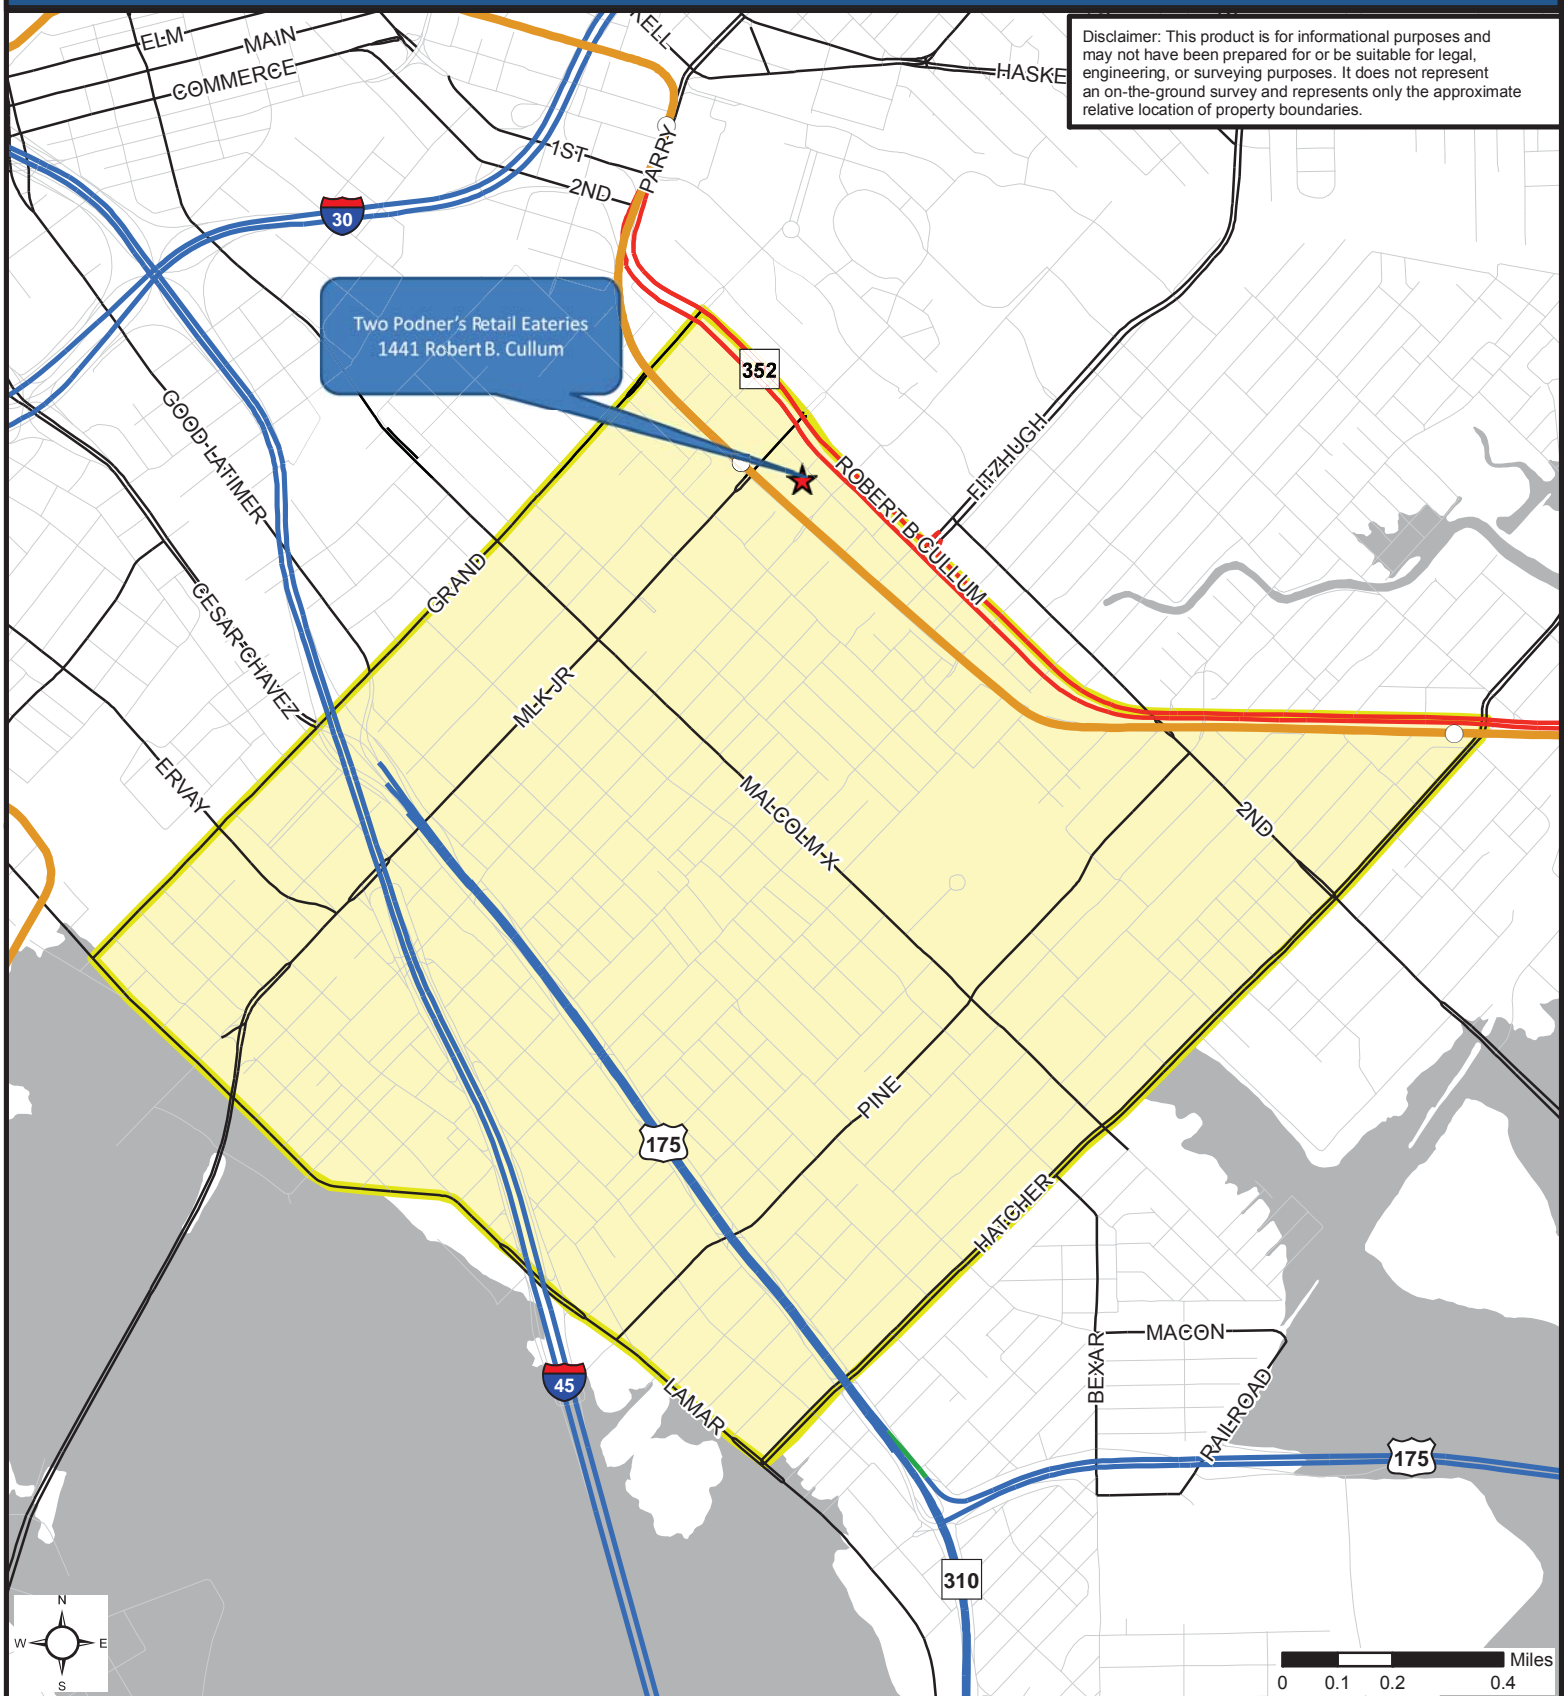 Disclaimer: This product is for informational purposes and
may not have been prepared for or be suitable for legal,
engineering, or surveying purposes. It does not represent
an on-the-ground survey and represents only the approximate
relative location of property boundaries.
ELM
MAIN
COMMERCE
KELL
HASKE
1ST
2ND
PARRY
30
Two Podner's Retail Eateries
1441 Robert B. Cullum
352
GOOD-LATIMER
ROBERT B CULLUM
FITZHUGH
GRAND
CESAR CHAVEZ
MLK JR
ERVAY
MALCOLM X
2ND
PINE
175
HATCHER
45
LAMAR
BEXAR
MACON
RAILROAD
175
310
N
W
E
S
Miles
0
0.1
0.2
0.4